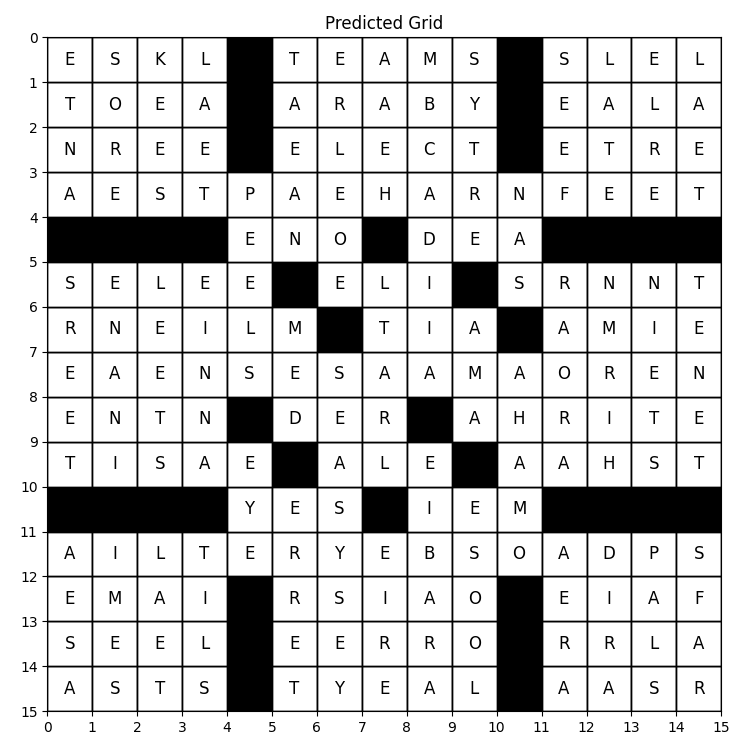 Predicted Grid
0
E S K L T E A M S S L E L
1
T O E A A R A B Y E A L A
2
N R E E E L E C T E T R E
3
A E S T P A E H A R N F E E T
4
E N O D E A
5
S E L E E E L I S R N N T
6
R N E I L M T I A A M I E
7
E A E N S E S A A M A O R E N
8
E N T N D E R A H R I T E
9
T I S A E A L E A A H S T
10
Y E S I E M
11
A I L T E R Y E B S O A D P S
12
E M A I R S I A O E I A F
13
S E E L E E R R O R R L A
14
A S T S T Y E A L A A S R
15
0 1 2 3 4 5 6 7 8 9 10 11 12 13 14 15